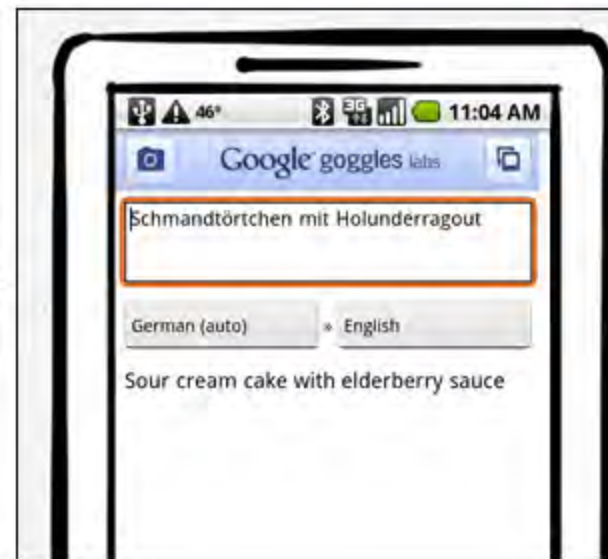 46° 3G 11:04 AM
Google goggles labs
Schmandtörtchen mit Holunderragout
German (auto) » English
Sour cream cake with elderberry sauce